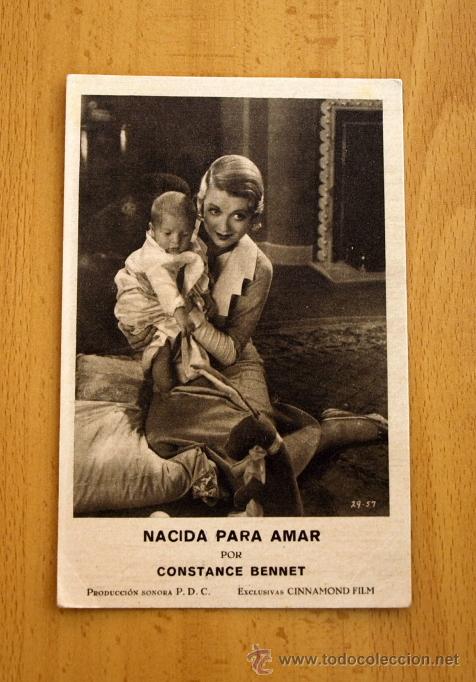 29-57
NACIDA PARA AMAR
POR
CONSTANCE BENNET
PRODUCCIÓN SONORA P. D. C. EXCLUSIVAS CINNAMOND FILM
www.todocoleccion.net